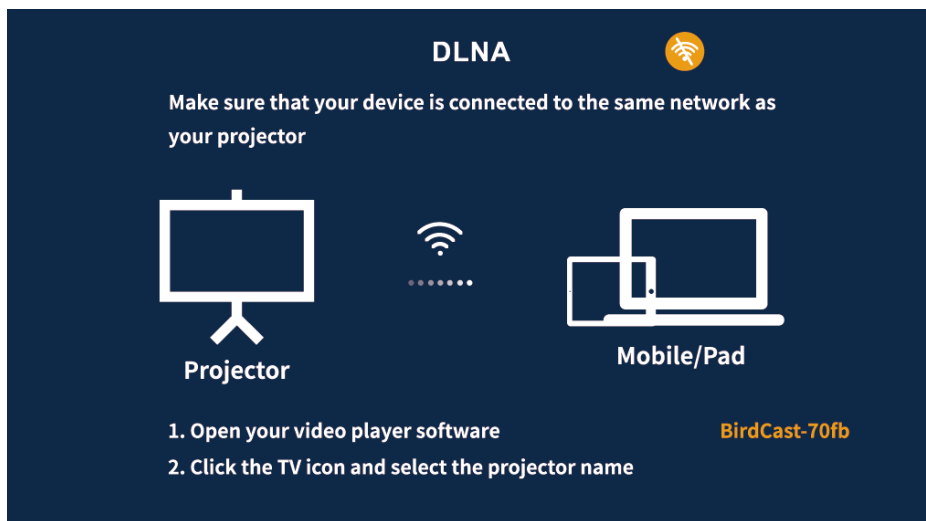 DLNA
Make sure that your device is connected to the same network as
your projector
Projector
Mobile/Pad
1. Open your video player software
BirdCast-70fb
2. Click the TV icon and select the projector name